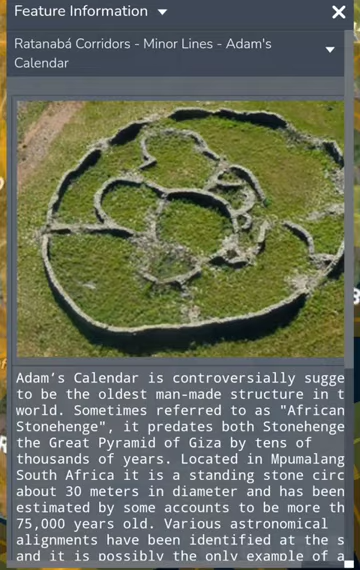 Feature Information
Ratanabá Corridors - Minor Lines - Adam's
Calendar
Adam's Calendar is controversially sugge
to be the oldest man-made structure in t
world. Sometimes referred to as "African
Stonehenge", it predates both Stonehenge
the Great Pyramid of Giza by tens of
thousands of years. Located in Mpumalang
South Africa it is a standing stone circ
about 30 meters in diameter and has been
estimated by some accounts to be more th
75,000 years old. Various astronomical
alignments have been identified at the s
and it is possibly the only example of a